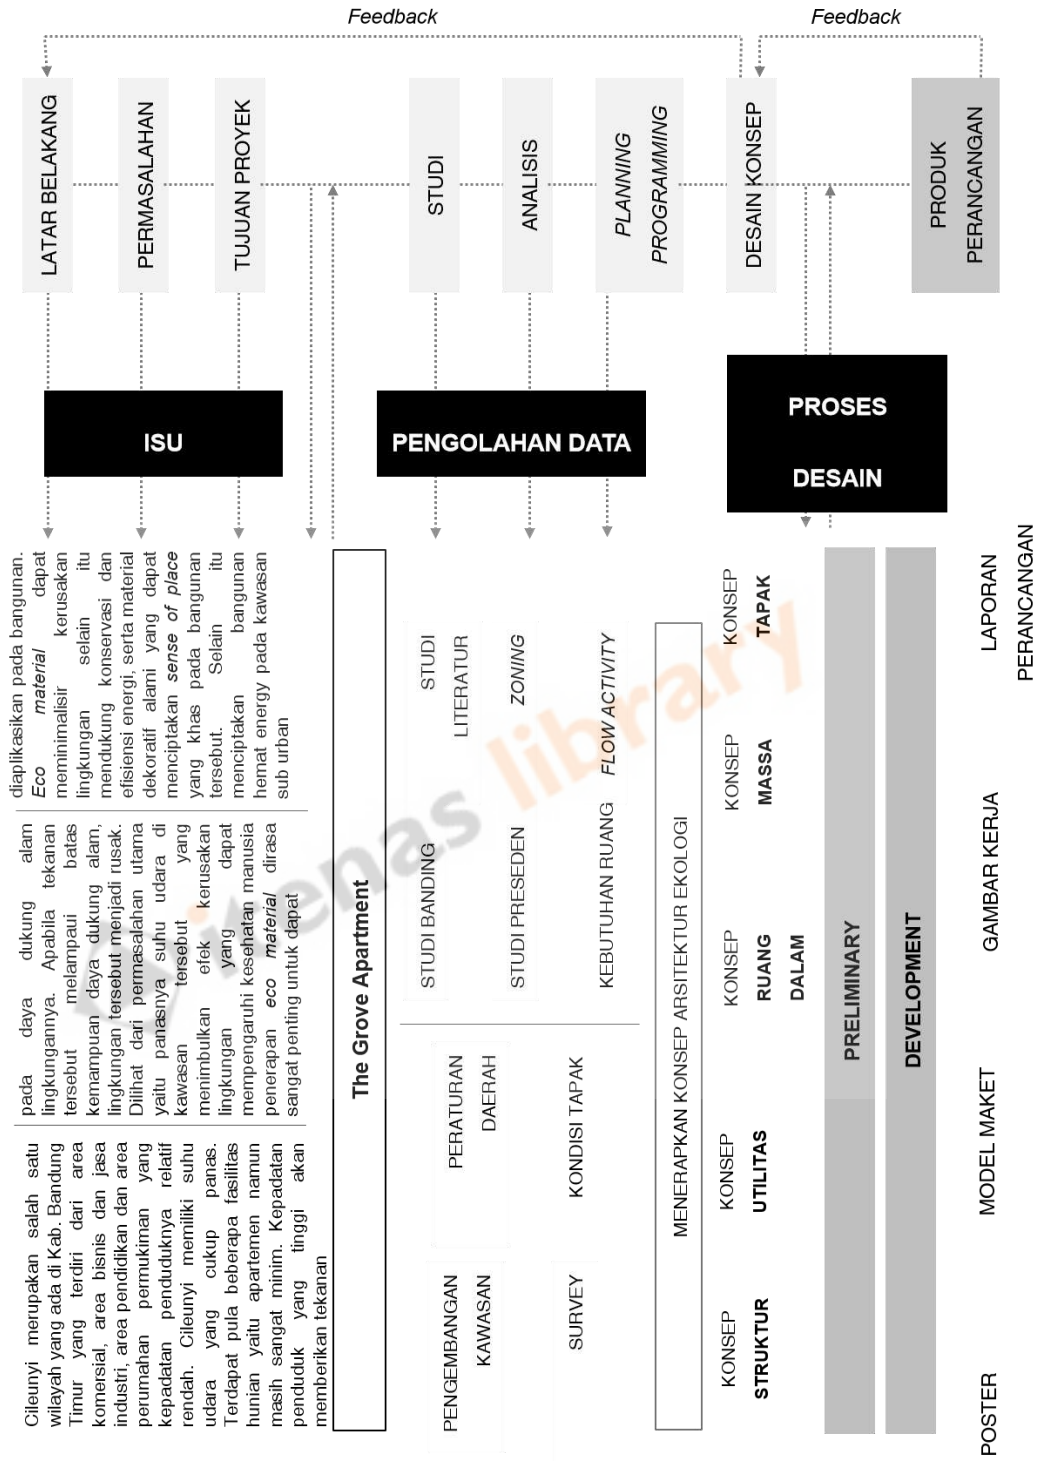 Feedback
Feedback
LATAR BELAKANG
PERMASALAHAN
TUJUAN PROYEK
STUDI
ANALISIS
PLANNING
PROGRAMMING
DESAIN KONSEP
PRODUK
PERANCANGAN
ISU
PENGOLAHAN DATA
PROSES
DESAIN
Cileunyi merupakan salah satu
wilayah yang ada di Kab. Bandung
Timur yang terdiri dari area
komersial, area bisnis dan jasa
industri, area pendidikan dan area
perumahan permukiman yang
kepadatan penduduknya relatif
rendah. Cileunyi memiliki suhu
udara yang cukup panas.
Terdapat pula beberapa fasilitas
hunian yaitu apartemen namun
masih sangat minim. Kepadatan
penduduk yang tinggi akan
memberikan tekanan
pada daya dukung alam
lingkungannya. Apabila tekanan
tersebut melampaui batas
kemampuan daya dukung alam,
lingkungan tersebut menjadi rusak.
Dilihat dari permasalahan utama
yaitu panasnya suhu udara di
kawasan tersebut yang
menimbulkan efek kerusakan
lingkungan yang dapat
mempengaruhi kesehatan manusia
penerapan eco material dirasa
sangat penting untuk dapat
diaplikasikan pada bangunan.
Eco material dapat
meminimalisir kerusakan
lingkungan selain itu
mendukung konservasi dan
efisiensi energi, serta material
dekoratif alami yang dapat
menciptakan sense of place
yang khas pada bangunan
tersebut. Selain itu
menciptakan bangunan
hemat energy pada kawasan
sub urban
The Grove Apartment
PENGEMBANGAN
KAWASAN
PERATURAN
DAERAH
STUDI BANDING
STUDI
LITERATUR
STUDI PRESEDEN
ZONING
SURVEY
KONDISI TAPAK
KEBUTUHAN RUANG
FLOW ACTIVITY
MENERAPKAN KONSEP ARSITEKTUR EKOLOGI
KONSEP
STRUKTUR
KONSEP
UTILITAS
KONSEP
RUANG
DALAM
KONSEP
MASSA
KONSEP
TAPAK
PRELIMINARY
DEVELOPMENT
POSTER
MODEL MAKET
GAMBAR KERJA
LAPORAN
PERANCANGAN
itenas library